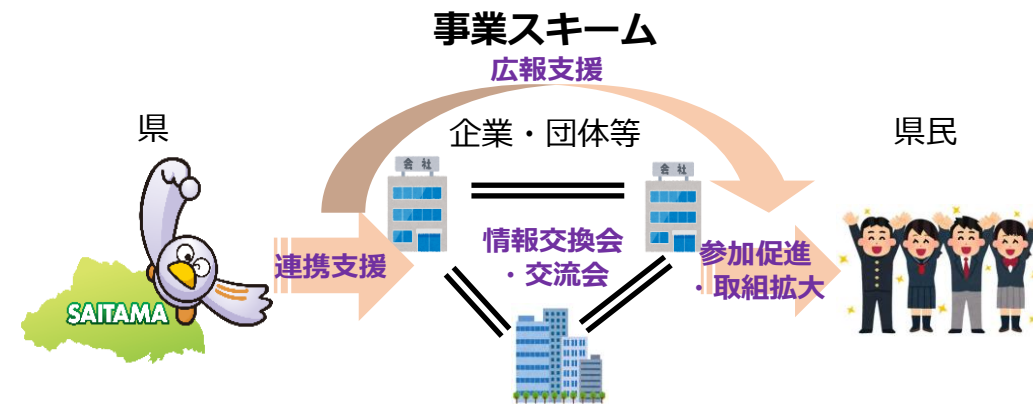 事業スキーム
広報支援
県
企業・団体等
県民
会社
会社
情報交換会
・交流会
連携支援
参加促進
・取組拡大
SAITAMA